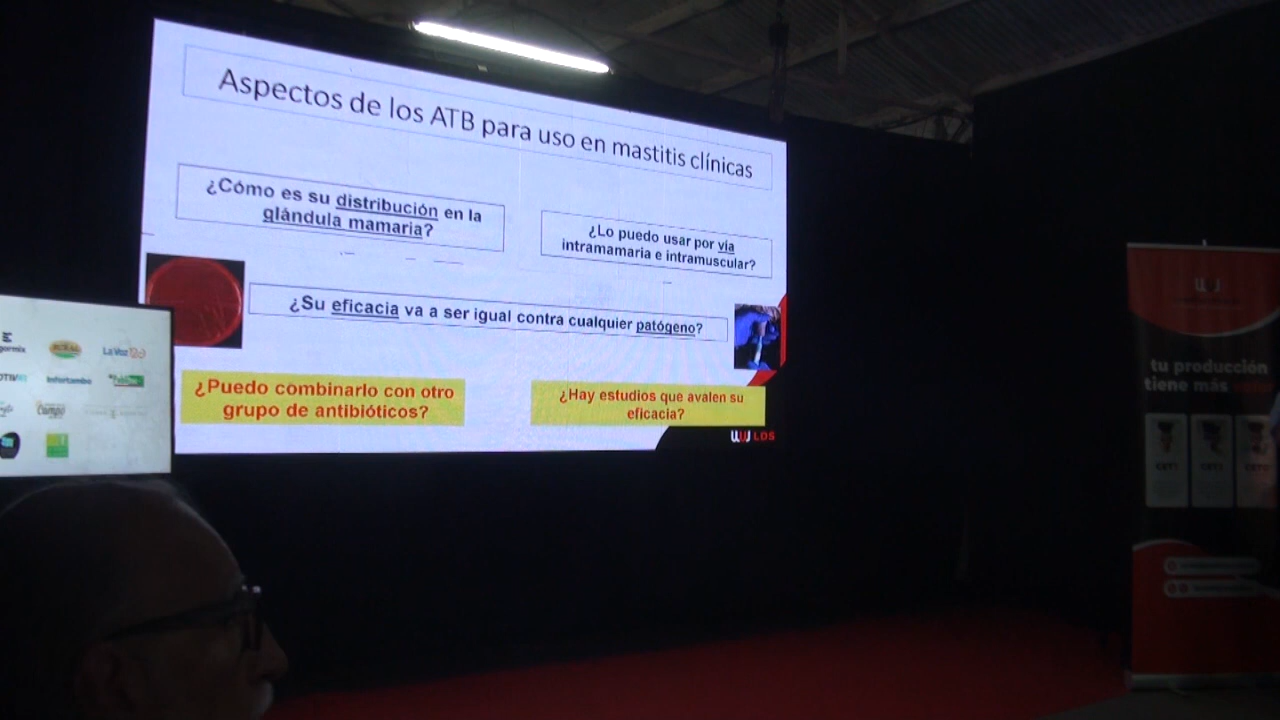 Aspectos de los ATB para uso en mastitis clínicas
¿Cómo es su distribución en la
glándula mamaria?
¿Lo puedo usar por via
intramamaria e intramuscular?
¿Su eficacia va a ser igual contra cualquier patógeno?
¿Puedo combinarlo con otro
grupo de antibióticos?
¿Hay estudios que avalen su
eficacia?
LDS
La Voz
Infortambo
Campo
tu producción
tiene más